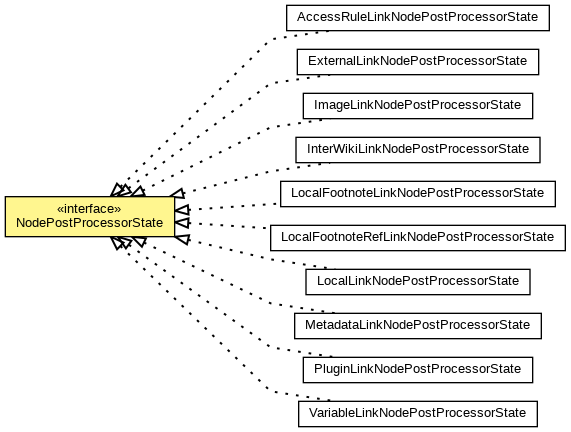 AccessRuleLinkNodePostProcessorState
ExternalLinkNodePostProcessorState
ImageLinkNodePostProcessorState
InterWikiLinkNodePostProcessorState
LocalFootnoteLinkNodePostProcessorState
«interface»
NodePostProcessorState
LocalFootnoteRefLinkNodePostProcessorState
LocalLinkNodePostProcessorState
MetadataLinkNodePostProcessorState
PluginLinkNodePostProcessorState
VariableLinkNodePostProcessorState